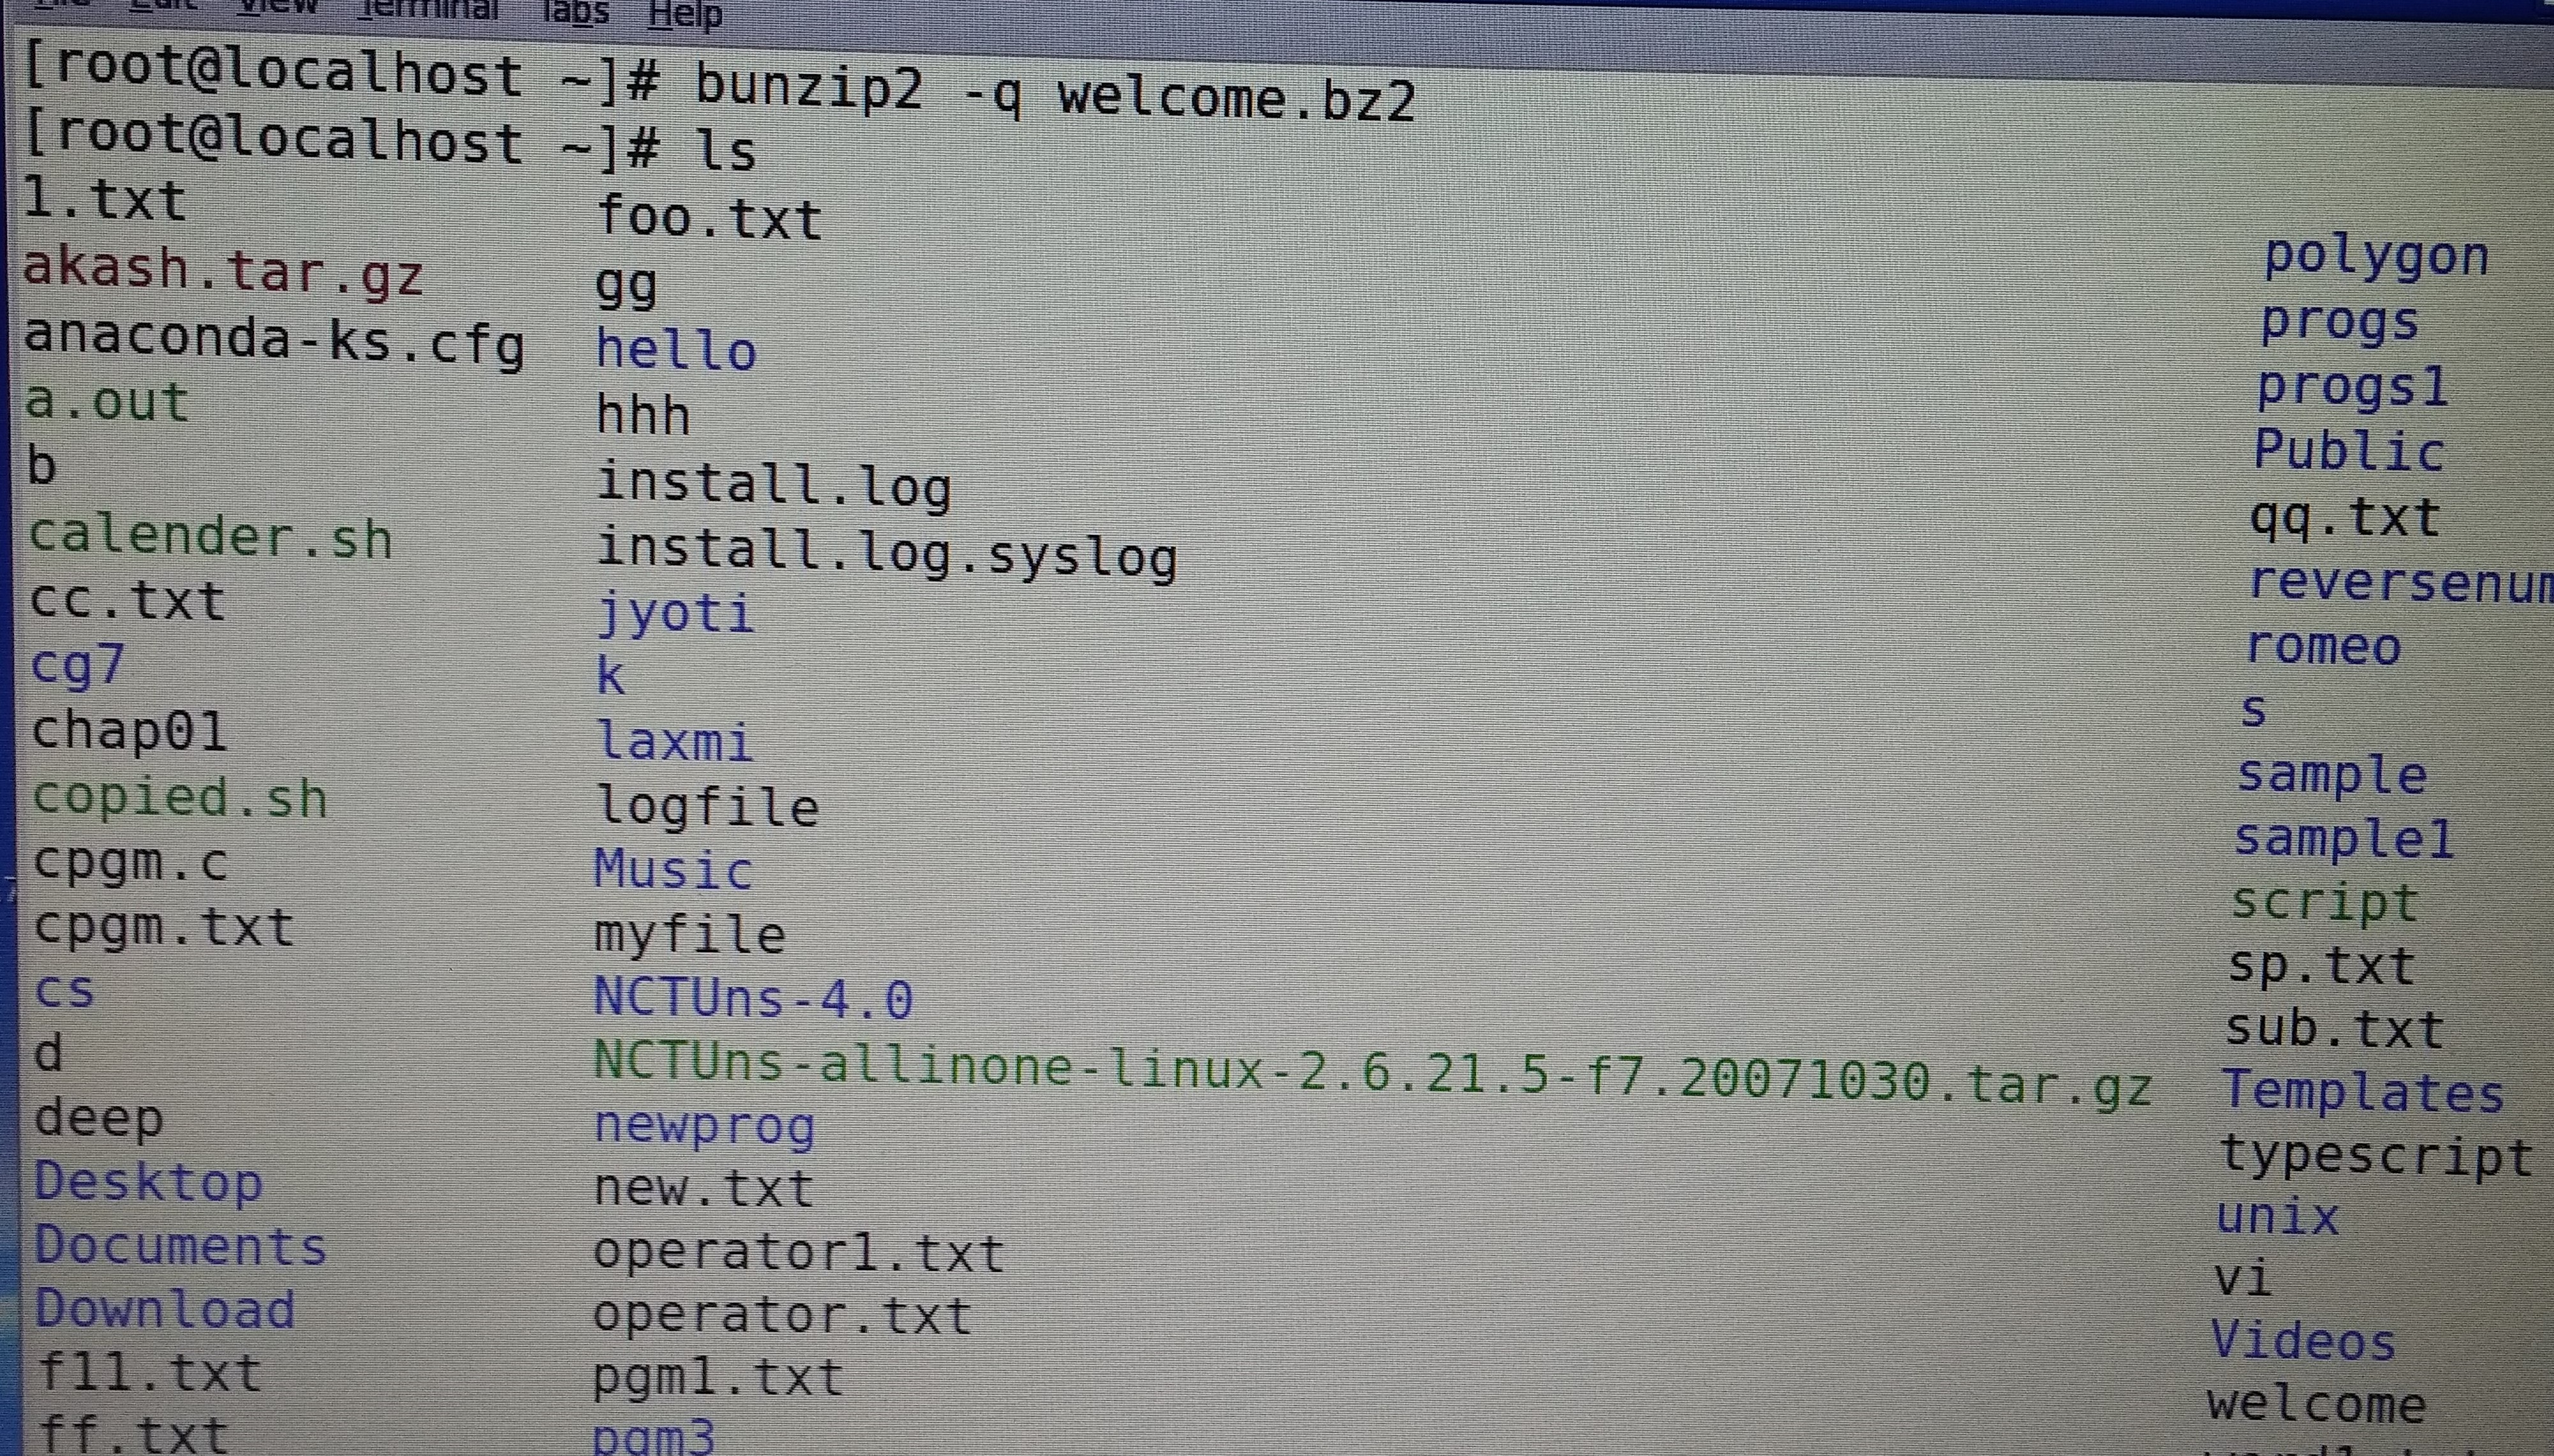 Edit View Terminal Tabs Help
[root@localhost ~]# bunzip2 -q welcome.bz2
[root@localhost ~]# ls
1.txt foo.txt polygon
akash.tar.gz gg progs
anaconda-ks.cfg hello progs1
a.out hhh Public
b install.log qq.txt
calender.sh install.log.syslog
cc.txt jyoti romeo
cg7 k s
chap01 laxmi sample
copied.sh logfile sample1
cpgm.c Music script
cpgm.txt myfile sp.txt
cs NCTUns-4.0 sub.txt
d NCTUns-allinone-linux-2.6.21.5-f7.20071030.tar.gz Templates
deep newprog typescript
Desktop new.txt unix
Documents operator1.txt vi
Download operator.txt Videos
f11.txt pgm1.txt welcome
ff.txt pgm3